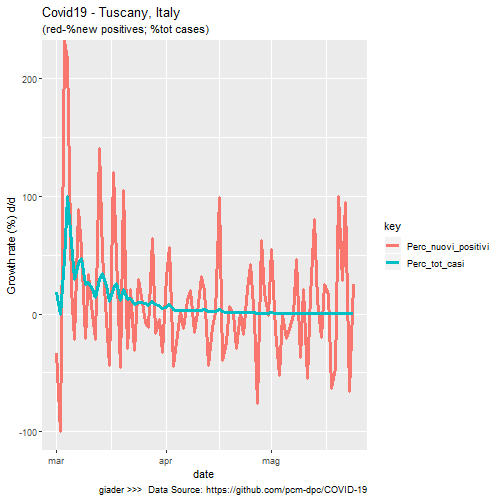 Covid19 - Tuscany, Italy
(red-%new positives; %tot cases)
Growth rate (%) d/d
200
100
0
-100
mar
apr
mag
date
key
Perc_nuovi_positivi
Perc_tot_casi
giader >>> Data Source: https://github.com/pcm-dpc/COVID-19